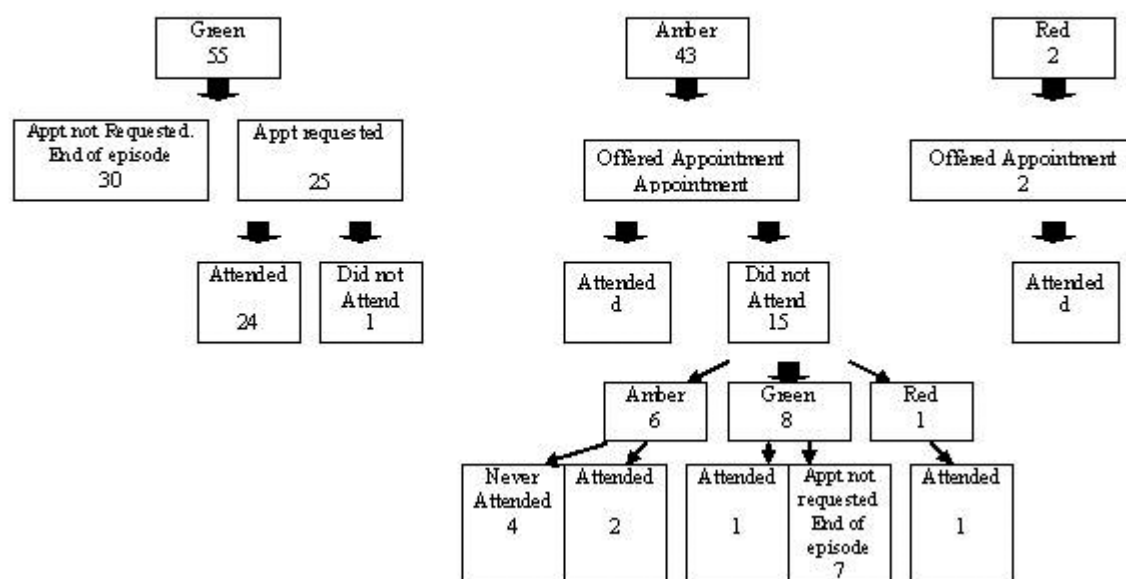 Green
55
Amber
43
Red
2
Appt not Requested.
End of episode
30
Appt requested
25
Offered Appointment
Appointment
Offered Appointment
2
Attended
24
Did not
Attend
1
Attended
d
Did not
Attend
15
Attended
d
Amber
6
Green
8
Red
1
Never
Attended
4
Attended
2
Attended
1
Appt not
requested
End of
episode
7
Attended
1